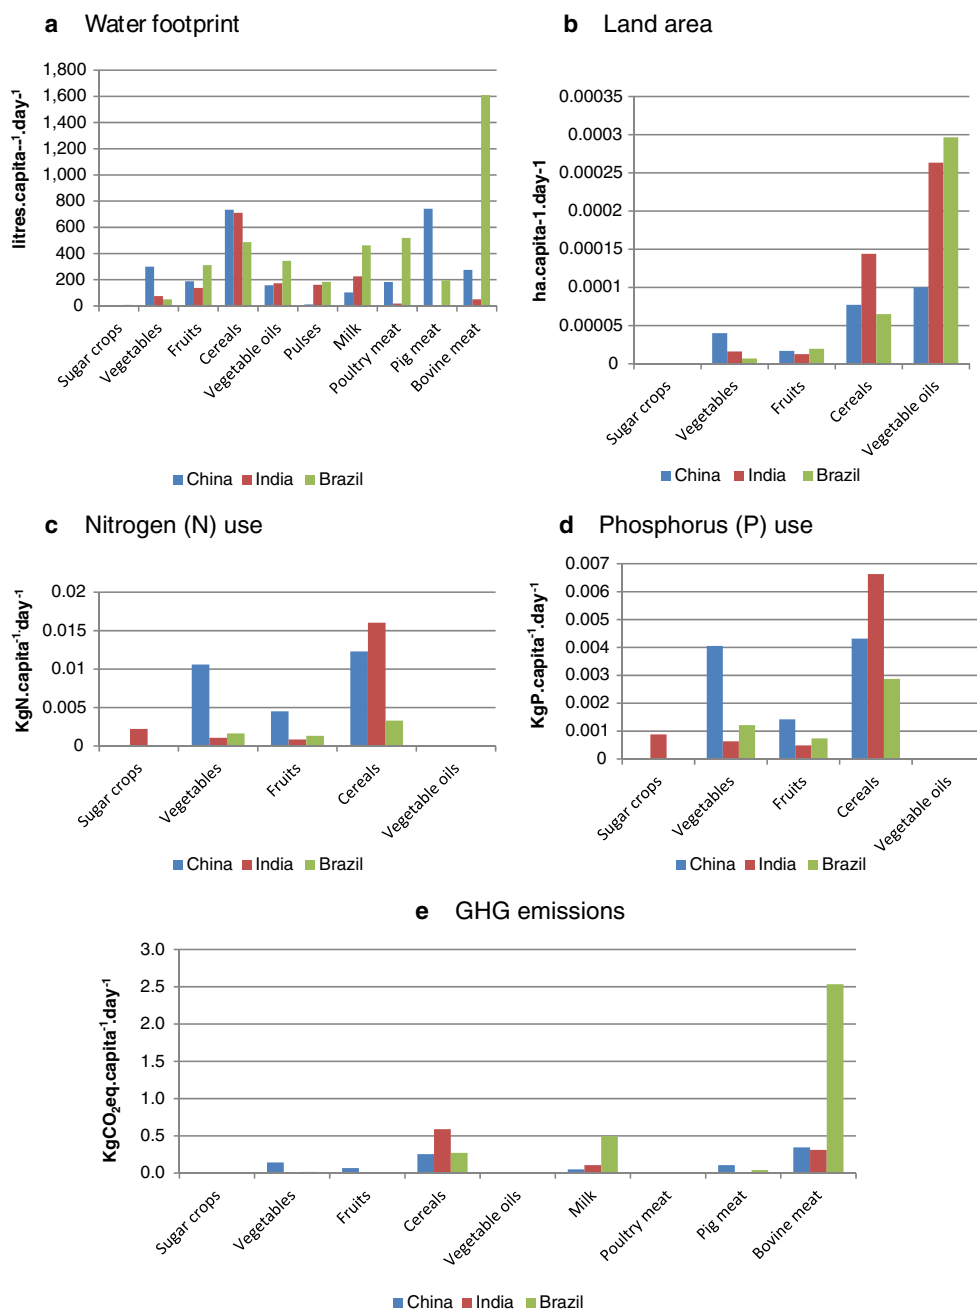 a Water footprint
litres.capita--¹.day-¹
1,800
1,600
1,400
1,200
1,000
800
600
400
200
0
Sugar crops
Vegetables
Fruits
Cereals
Vegetable oils
Pulses
Milk
Poultry meat
Pig meat
Bovine meat
China India Brazil
b Land area
ha.capita-1.day-1
0.00035
0.0003
0.00025
0.0002
0.00015
0.0001
0.00005
0
Sugar crops
Vegetables
Fruits
Cereals
Vegetable oils
China India Brazil
c Nitrogen (N) use
KgN.capita⁻¹day⁻¹
0.02
0.015
0.01
0.005
0
Sugar crops
Vegetables
Fruits
Cereals
Vegetable oils
China India Brazil
d Phosphorus (P) use
KgP.capita⁻¹.day⁻¹
0.007
0.006
0.005
0.004
0.003
0.002
0.001
0
Sugar crops
Vegetables
Fruits
Cereals
Vegetable oils
China India Brazil
e GHG emissions
KgCO₂eq.capita⁻¹.day⁻¹
3.0
2.5
2.0
1.5
1.0
0.5
0.0
Sugar crops
Vegetables
Fruits
Cereals
Vegetable oils
Milk
Poultry meat
Pig meat
Bovine meat
China India Brazil